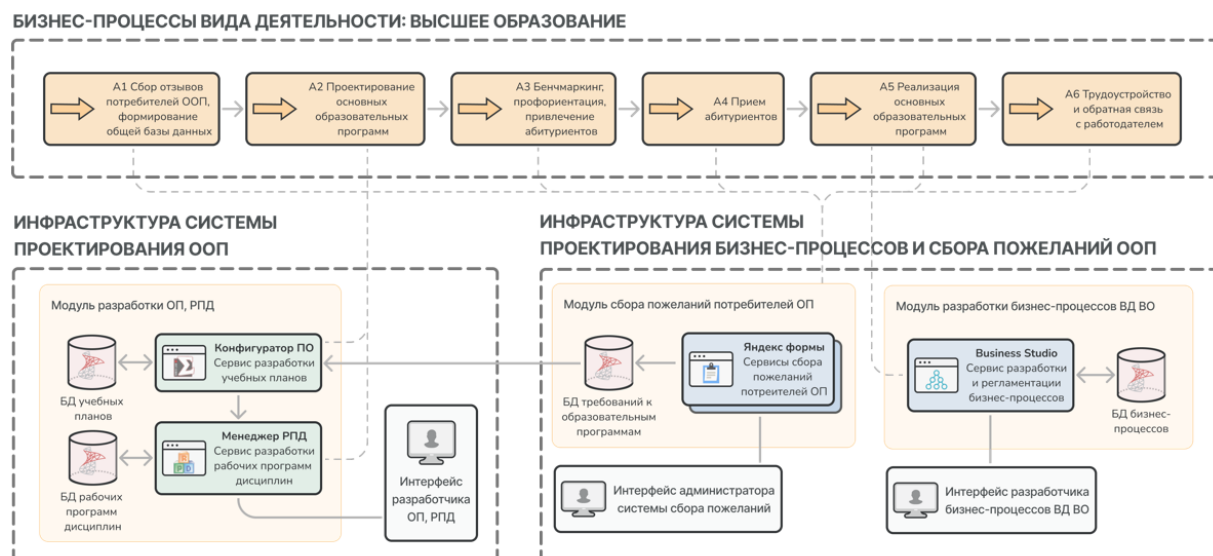 БИЗНЕС-ПРОЦЕССЫ ВИДА ДЕЯТЕЛЬНОСТИ: ВЫСШЕЕ ОБРАЗОВАНИЕ
А1 Сбор отзывов
потребителей ООП,
формирование
общей базы данных
А2 Проектирование
основных
образовательных
программ
А3 Бенчмаркинг,
профориентация,
привлечение
абитуриентов
А4 Прием
абитуриентов
А5 Реализация
основных
образовательных
программ
А6 Трудоустройство
и обратная связь
с работодателем
ИНФРАСТРУКТУРА СИСТЕМЫ
ПРОЕКТИРОВАНИЯ ООП
Модуль разработки ОП, РПД
БД учебных
планов
Конфигуратор ПО
Сервис разработки
учебных планов
БД рабочих
программ
дисциплин
Менеджер РПД
Сервис разработки
рабочих программ
дисциплин
Интерфейс
разработчика
ОП, РПД
ИНФРАСТРУКТУРА СИСТЕМЫ
ПРОЕКТИРОВАНИЯ БИЗНЕС-ПРОЦЕССОВ И СБОРА ПОЖЕЛАНИЙ ООП
Модуль сбора пожеланий потребителей ОП
БД требований к
образовательным
программам
Яндекс формы
Сервисы сбора
пожеланий
потреителей ОП
Интерфейс администратора
системы сбора пожеланий
Модуль разработки бизнес-процессов ВД ВО
Business Studio
Сервис разработки
и регламентации
бизнес-процессов
БД бизнес-
процессов
Интерфейс разработчика
бизнес-процессов ВД ВО